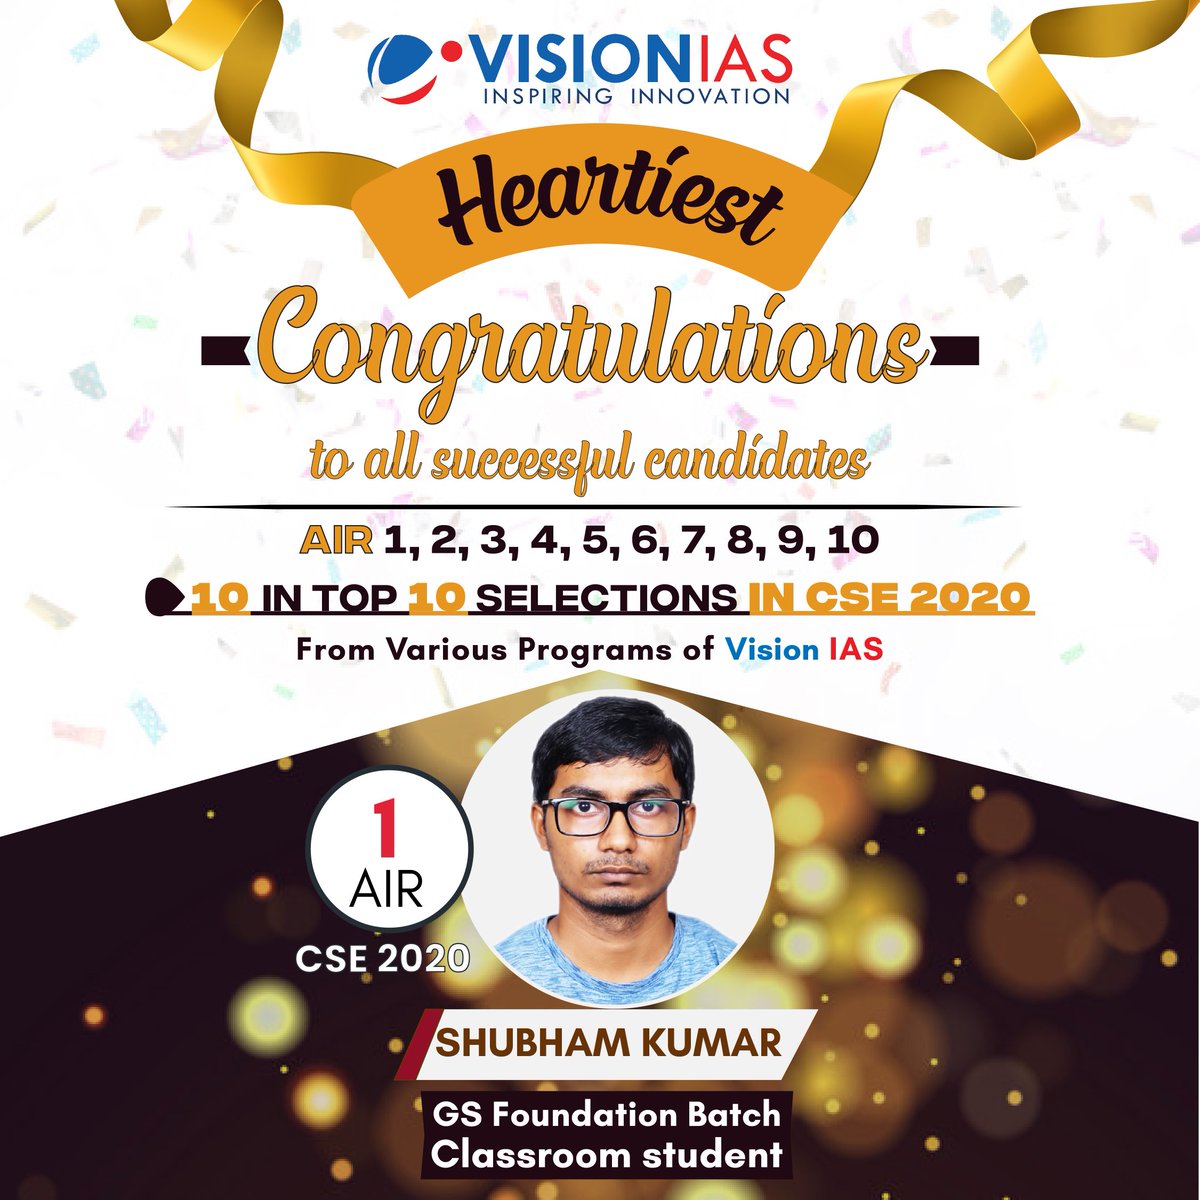 VISIONIAS
INSPIRING INNOVATION
Heartiest
Congratulations
to all successful candidates
AIR 1, 2, 3, 4, 5, 6, 7, 8, 9, 10
10 IN TOP 10 SELECTIONS IN CSE 2020
From Various Programs of Vision IAS
1
AIR
CSE 2020
SHUBHAM KUMAR
GS Foundation Batch
Classroom student